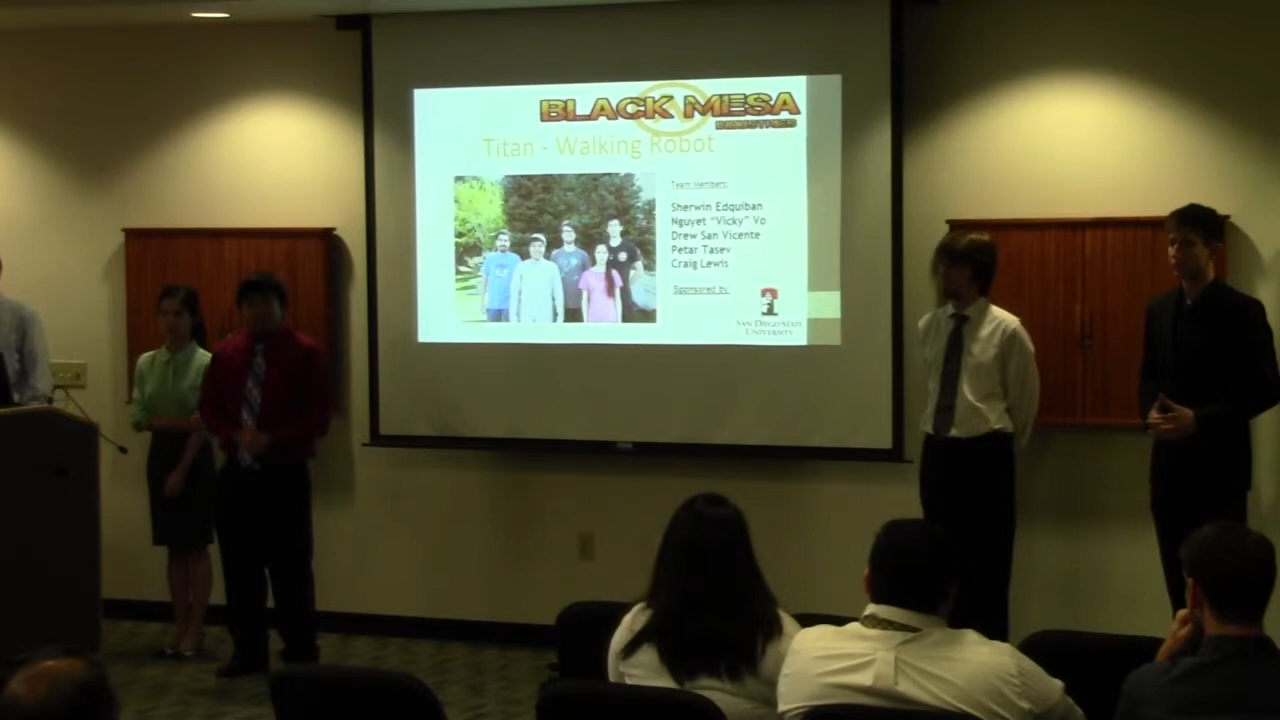 BLACK MESA
INDUSTRIES
Titan - Walking Robot
Team Members:
Sherwin Edquiban
Nguyet "Vicky" Vo
Drew San Vicente
Petar Tasev
Craig Lewis
Sponsored by:
SAN DIEGO STATE
UNIVERSITY